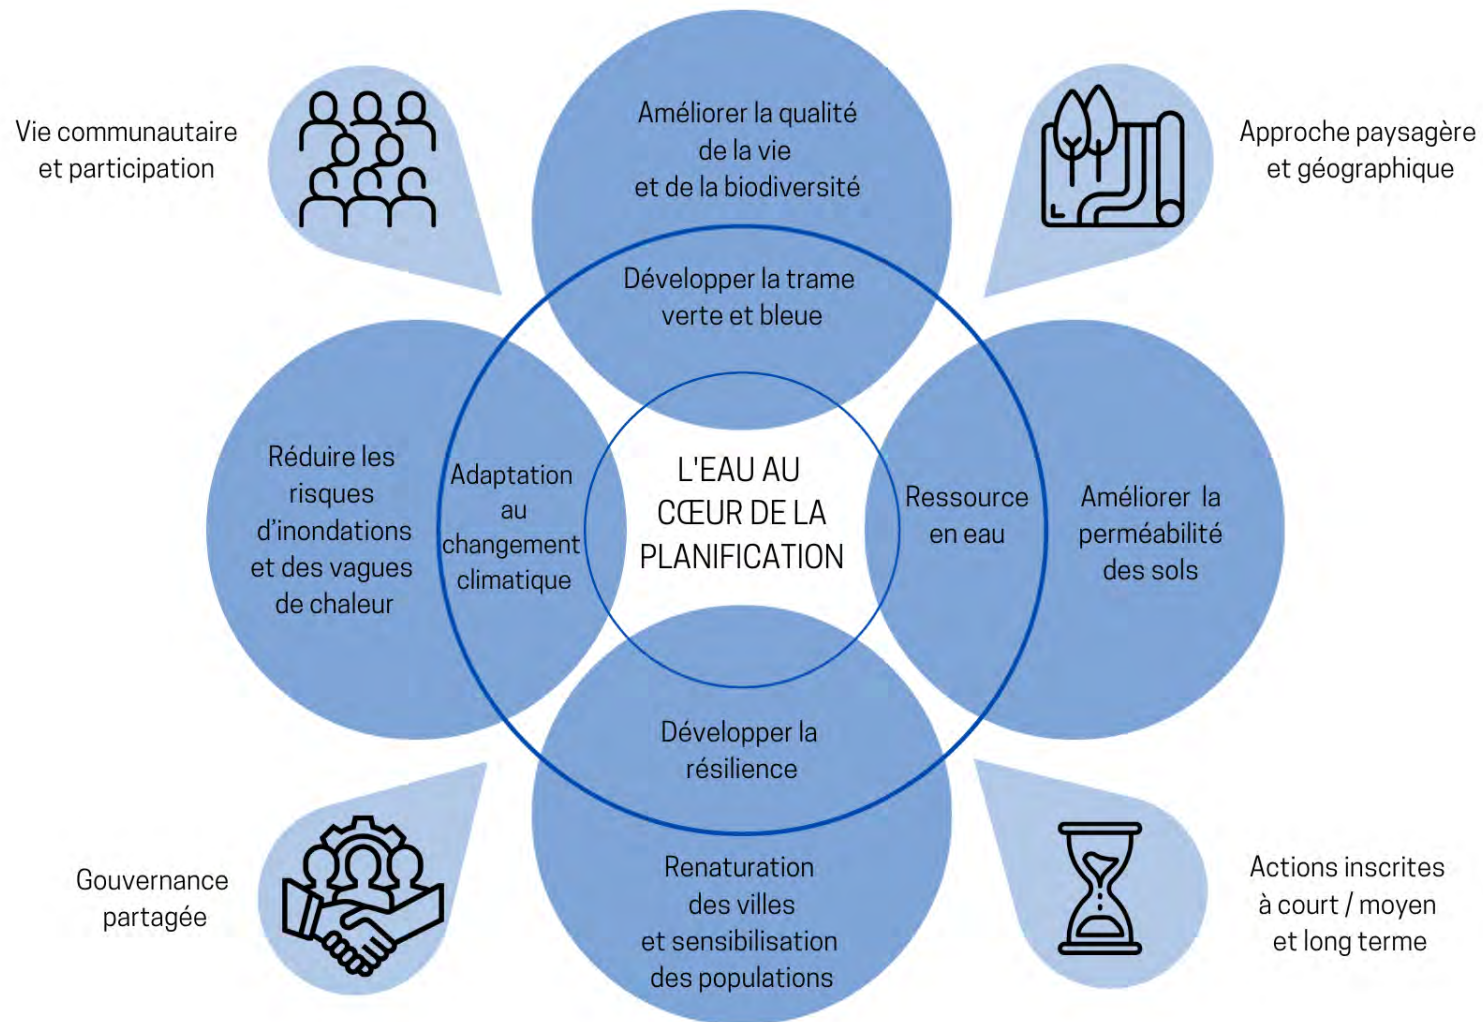 Vie communautaire
et participation
Améliorer la qualité
de la vie
et de la biodiversité
Approche paysagère
et géographique
Développer la trame
verte et bleue
Réduire les
risques
d’inondations
et des vagues
de chaleur
Adaptation
au
changement
climatique
L'EAU AU
CŒUR DE LA
PLANIFICATION
Ressource
en eau
Améliorer la
perméabilité
des sols
Développer la
résilience
Gouvernance
partagée
Renaturation
des villes
et sensibilisation
des populations
Actions inscrites
à court / moyen
et long terme